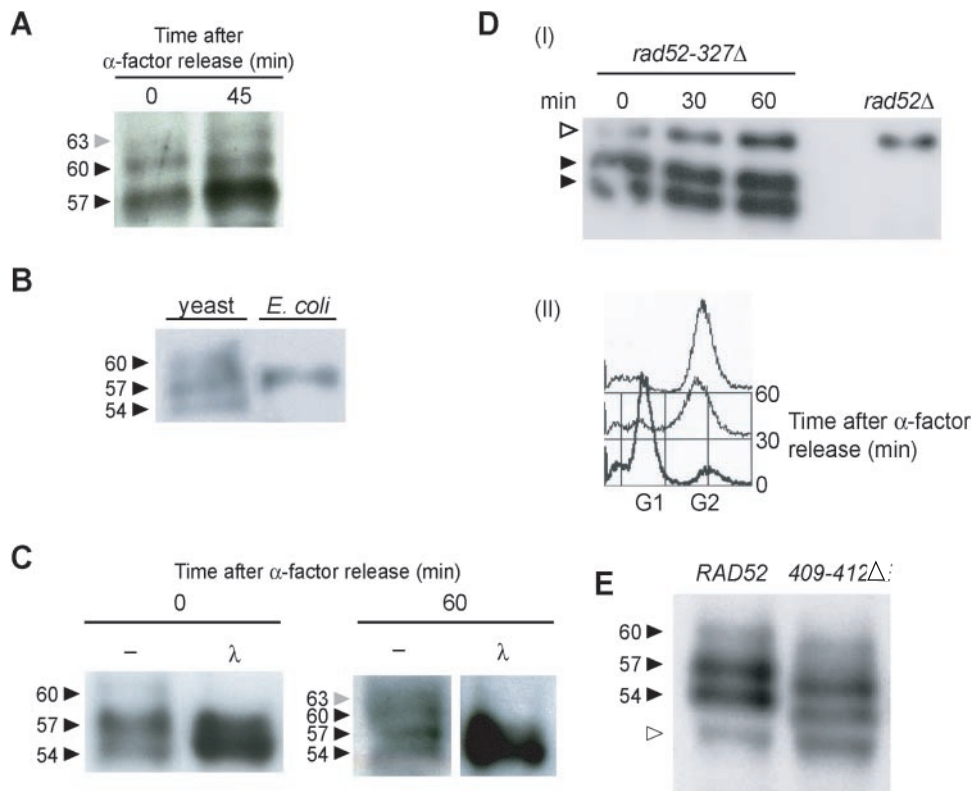 A
Time after
α-factor release (min)
0 45
63
60
57
B
yeast E. coli
60
57
54
C
Time after α-factor release (min)
0 60
– λ – λ
60
57
54
63
60
57
54
D
(I)
rad52-327Δ
min 0 30 60 rad52Δ
(II)
60
30
0
Time after α-factor
release (min)
G1 G2
E
RAD52 409-412Δ
60
57
54